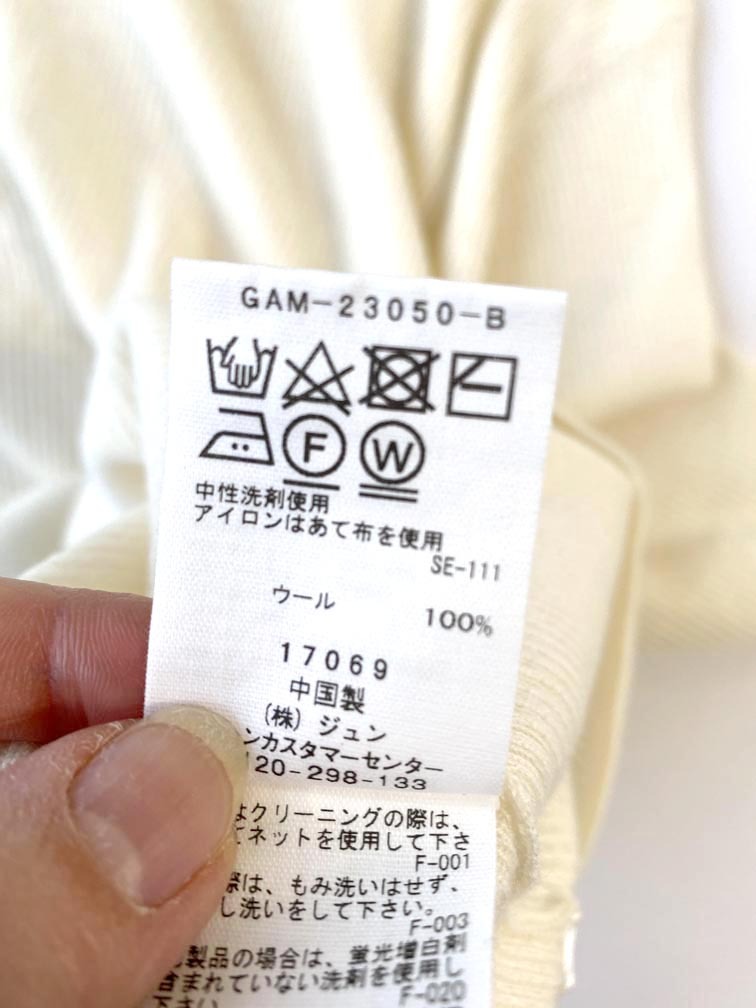 GAM-23050-B
F W
中性洗剤使用
アイロンはあて布を使用
SE-111
ウール 100%
17069
中国製
(株) ジュン
ンカスタマーセンター
120-298-133
クリーニングの際は、
ネットを使用して下さ
F-001
際は、もみ洗いはせず、
し洗いをして下さい。
F-003
製品の場合は、蛍光増白剤
含まれていない洗剤を使用し
下さい
F-020